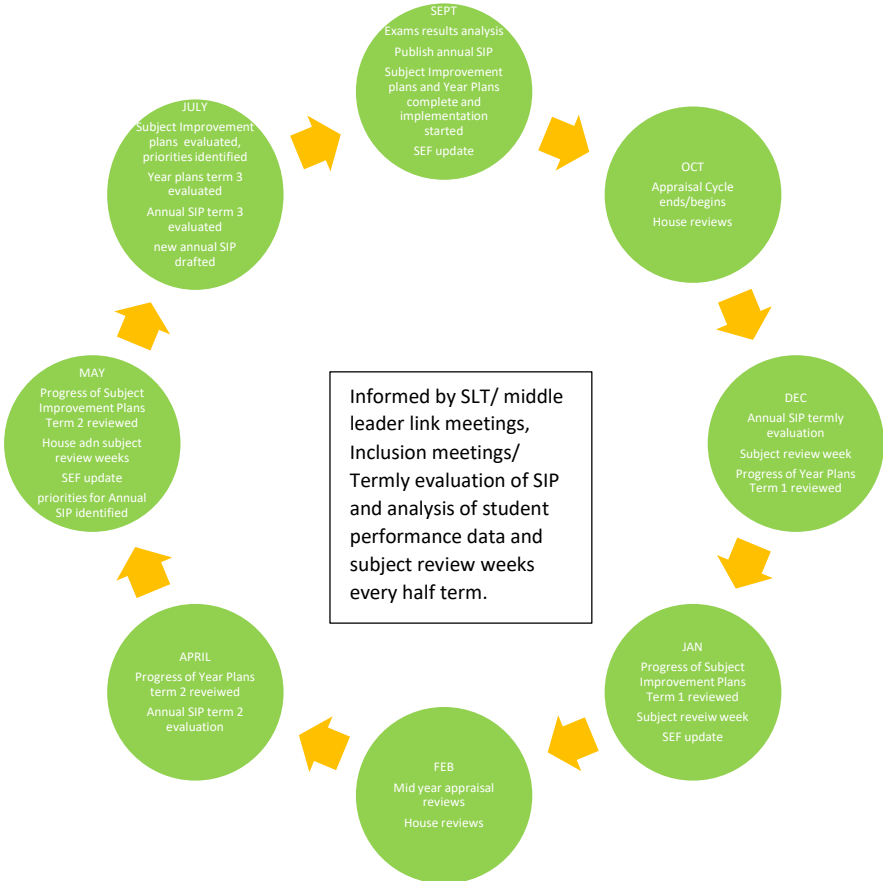 SEPT
Exams results analysis
Publish annual SIP
Subject Improvement
plans and Year Plans
complete and
implementation
started
SEF update
OCT
Appraisal Cycle
ends/begins
House reviews
DEC
Annual SIP termly
evaluation
Subject review week
Progress of Year Plans
Term 1 reviewed
JAN
Progress of Subject
Improvement Plans
Term 1 reviewed
Subject reveiw week
SEF update
FEB
Mid year appraisal
reviews
House reviews
APRIL
Progress of Year Plans
term 2 reveiwed
Annual SIP term 2
evaluation
MAY
Progress of Subject
Improvement Plans
Term 2 reviewed
House adn subject
review weeks
SEF update
priorities for Annual
SIP identified
JULY
Subject Improvement
plans evaluated,
priorities identified
Year plans term 3
evaluated
Annual SIP term 3
evaluated
new annual SIP
drafted
Informed by SLT/ middle
leader link meetings,
Inclusion meetings/
Termly evaluation of SIP
and analysis of student
performance data and
subject review weeks
every half term.